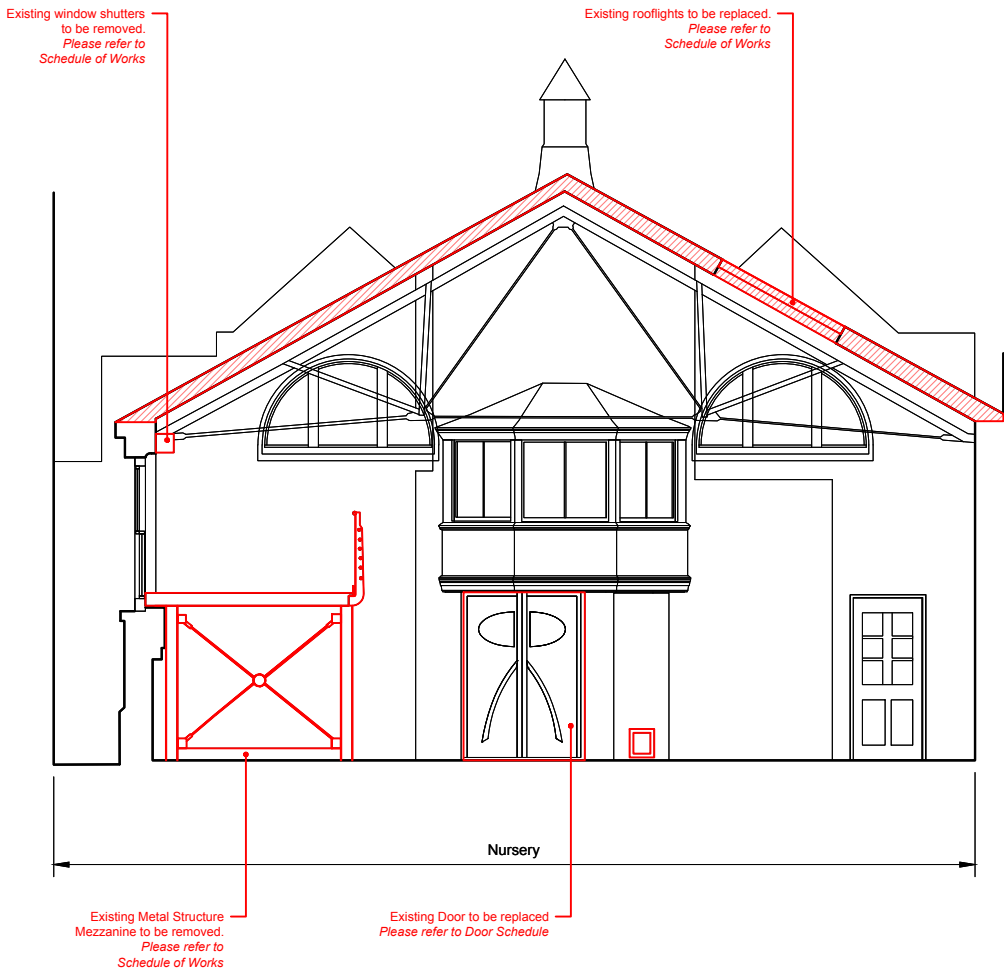 Existing window shutters
to be removed.
Please refer to
Schedule of Works
Existing rooflights to be replaced.
Please refer to
Schedule of Works
Nursery
Existing Metal Structure
Mezzanine to be removed.
Please refer to
Schedule of Works
Existing Door to be replaced
Please refer to Door Schedule